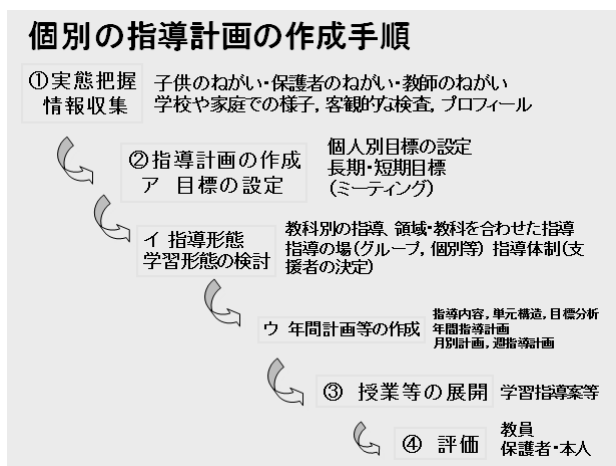 個別の指導計画の作成手順
①実態把握
情報収集
子供のねがい・保護者のねがい・教師のねがい
学校や家庭での様子，客観的な検査，プロフィール
②指導計画の作成
ア 目標の設定
個人別目標の設定
長期・短期目標
(ミーティング)
イ 指導形態
学習形態の検討
教科別の指導、領域・教科を合わせた指導
指導の場(グループ，個別等) 指導体制(支
援者の決定)
ウ 年間計画等の作成
指導内容，単元構造，目標分析
年間指導計画
月別計画，週指導計画
③ 授業等の展開
学習指導案等
④ 評価
教員
保護者・本人